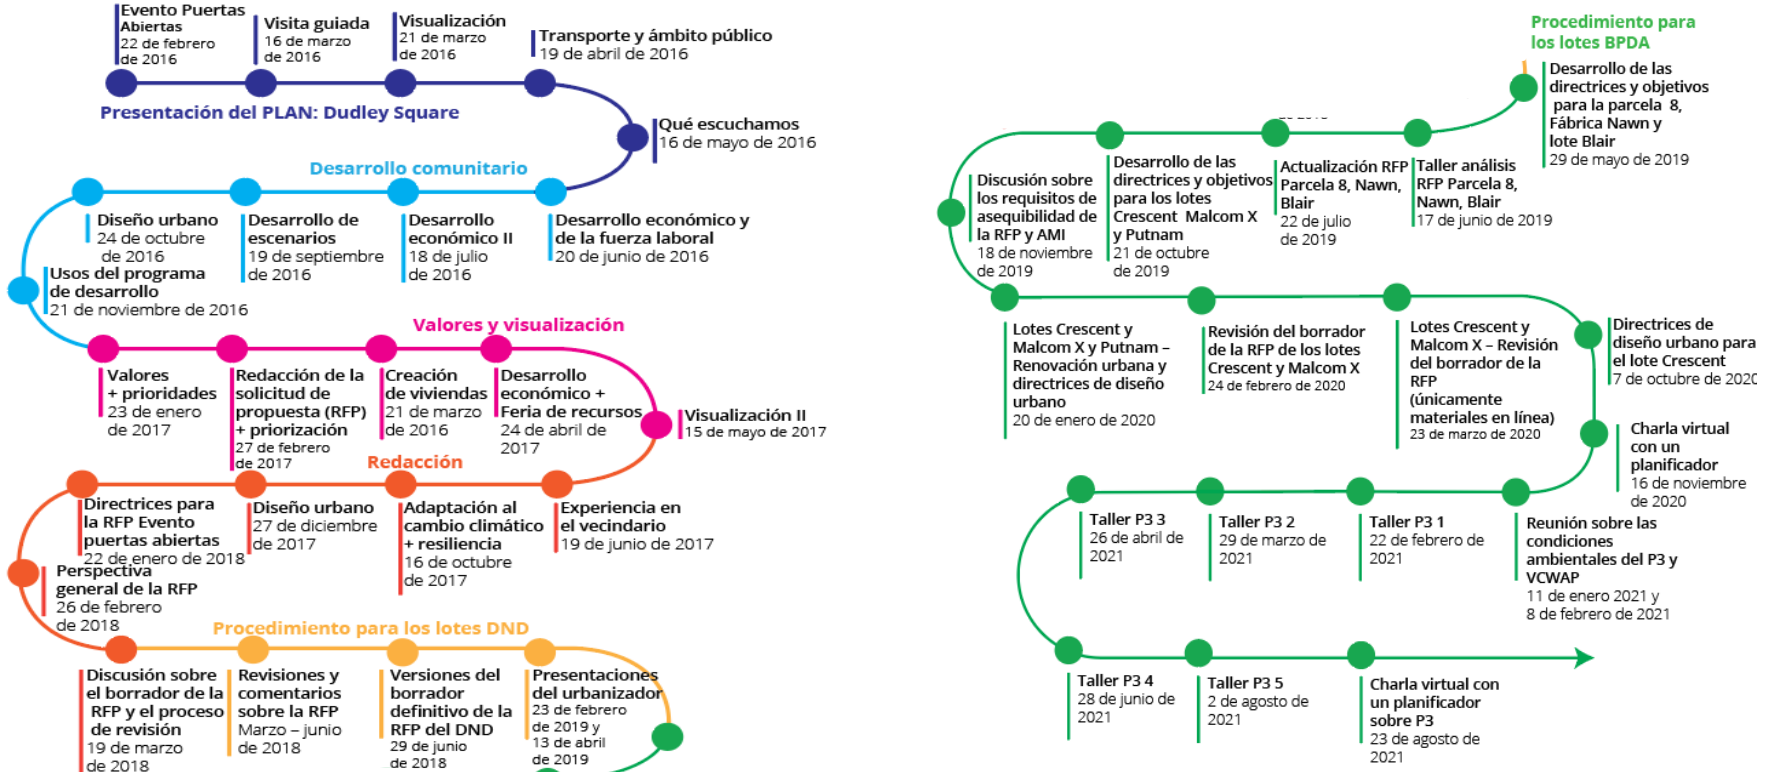 Evento Puertas
Abiertas
22 de febrero
de 2016
Visita guiada
16 de marzo
de 2016
Visualización
21 de marzo
de 2016
Transporte y ámbito público
19 de abril de 2016
Presentación del PLAN: Dudley Square
Qué escuchamos
16 de mayo de 2016
Desarrollo comunitario
Diseño urbano
24 de octubre
de 2016
Desarrollo de
escenarios
19 de septiembre
de 2016
Desarrollo
económico II
18 de julio
de 2016
Desarrollo económico y
de la fuerza laboral
20 de junio de 2016
Usos del programa
de desarrollo
21 de noviembre de 2016
Valores y visualización
Valores
+ prioridades
23 de enero
de 2017
Redacción de la
solicitud de
propuesta (RFP)
+ priorización
27 de febrero
de 2017
Creación
de viviendas
21 de marzo
de 2016
Desarrollo
económico +
Feria de recursos
24 de abril de
2017
Visualización II
15 de mayo de 2017
Redacción
Directrices para
la RFP Evento
puertas abiertas
22 de enero de 2018
Diseño urbano
27 de diciembre
de 2017
Adaptación al
cambio climático
+ resiliencia
16 de octubre
de 2017
Experiencia en
el vecindario
19 de junio de 2017
Perspectiva
general de la RFP
26 de febrero
de 2018
Procedimiento para los lotes DND
Discusión sobre
el borrador de la
RFP y el proceso
de revisión
19 de marzo
de 2018
Revisiones y
comentarios
sobre la RFP
Marzo – junio
de 2018
Versiones del
borrador
definitivo de la
RFP del DND
29 de junio
de 2018
Presentaciones
del urbanizador
23 de febrero
de 2019 y
13 de abril
de 2019
Procedimiento para
los lotes BPDA
Desarrollo de las
directrices y objetivos
para la parcela 8,
Fábrica Nawn y
lote Blair
29 de mayo de 2019
Discusión sobre
los requisitos de
asequibilidad de
la RFP y AMI
18 de noviembre
de 2019
Desarrollo de las
directrices y objetivos
para los lotes
Crescent Malcom X
y Putnam
21 de octubre
de 2019
Actualización RFP
Parcela 8, Nawn,
Blair
22 de julio
de 2019
Taller análisis
RFP Parcela 8,
Nawn, Blair
17 de junio de 2019
Lotes Crescent y
Malcom X y Putnam –
Renovación urbana y
directrices de diseño
urbano
20 de enero de 2020
Revisión del borrador
de la RFP de los lotes
Crescent y Malcom X
24 de febrero de 2020
Lotes Crescent y
Malcom X – Revisión
del borrador de la
RFP
(únicamente
materiales en línea)
23 de marzo de 2020
Directrices de
diseño urbano para
el lote Crescent
7 de octubre de 2020
Charla virtual
con un
planificador
16 de noviembre
de 2020
Taller P3 3
26 de abril de
2021
Taller P3 2
29 de marzo de
2021
Taller P3 1
22 de febrero de
2021
Reunión sobre las
condiciones
ambientales del P3 y
VCWAP
11 de enero 2021 y
8 de febrero de 2021
Taller P3 4
28 de junio de
2021
Taller P3 5
2 de agosto de
2021
Charla virtual con
un planificador
sobre P3
23 de agosto de
2021